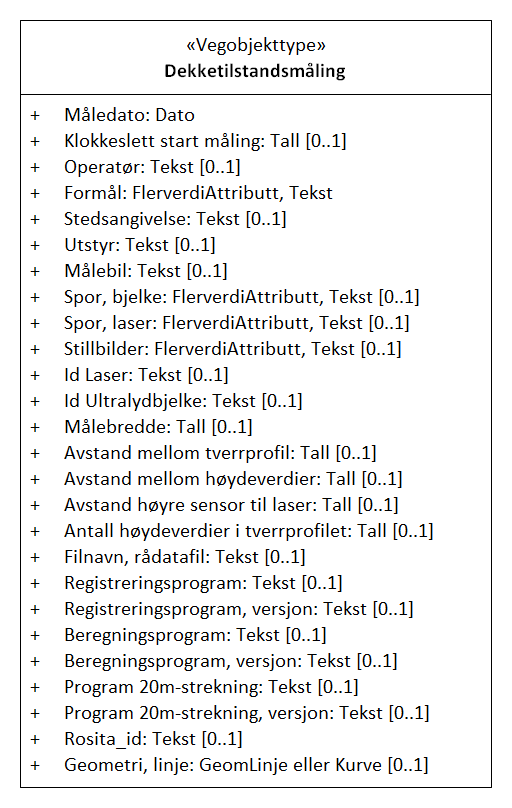 «Vegobjekttype»
Dekketilstandsmåling
+ Måledato: Dato
+ Klokkeslett start måling: Tall [0..1]
+ Operatør: Tekst [0..1]
+ Formål: FlerverdiAttributt, Tekst
+ Stedsangivelse: Tekst [0..1]
+ Utstyr: Tekst [0..1]
+ Målebil: Tekst [0..1]
+ Spor, bjelke: FlerverdiAttributt, Tekst [0..1]
+ Spor, laser: FlerverdiAttributt, Tekst [0..1]
+ Stillbilder: FlerverdiAttributt, Tekst [0..1]
+ Id Laser: Tekst [0..1]
+ Id Ultralydbjelke: Tekst [0..1]
+ Målebredde: Tall [0..1]
+ Avstand mellom tverrprofil: Tall [0..1]
+ Avstand mellom høydeverdier: Tall [0..1]
+ Avstand høyre sensor til laser: Tall [0..1]
+ Antall høydeverdier i tverrprofilet: Tall [0..1]
+ Filnavn, rådatafil: Tekst [0..1]
+ Registreringsprogram: Tekst [0..1]
+ Registreringsprogram, versjon: Tekst [0..1]
+ Beregningsprogram: Tekst [0..1]
+ Beregningsprogram, versjon: Tekst [0..1]
+ Program 20m-strekning: Tekst [0..1]
+ Program 20m-strekning, versjon: Tekst [0..1]
+ Rosita_id: Tekst [0..1]
+ Geometri, linje: GeomLinje eller Kurve [0..1]